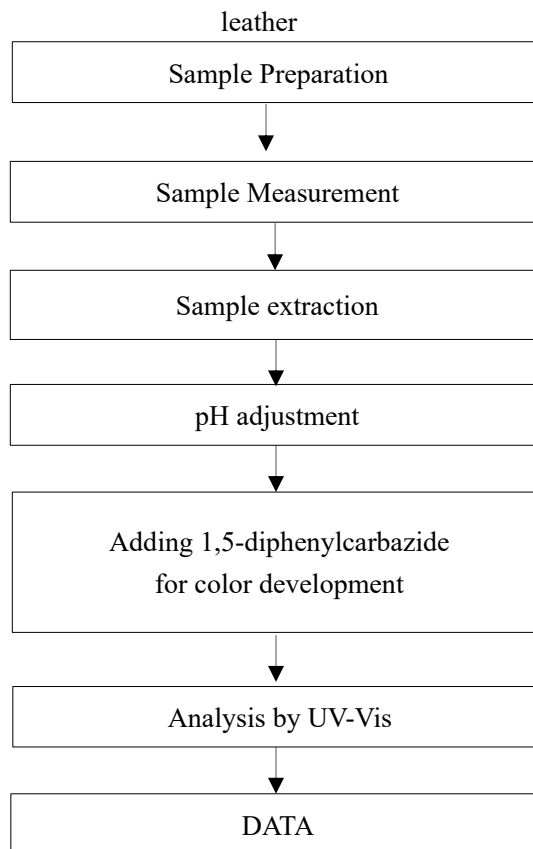 leather
Sample Preparation
Sample Measurement
Sample extraction
pH adjustment
Adding 1,5-diphenylcarbazide
for color development
Analysis by UV-Vis
DATA